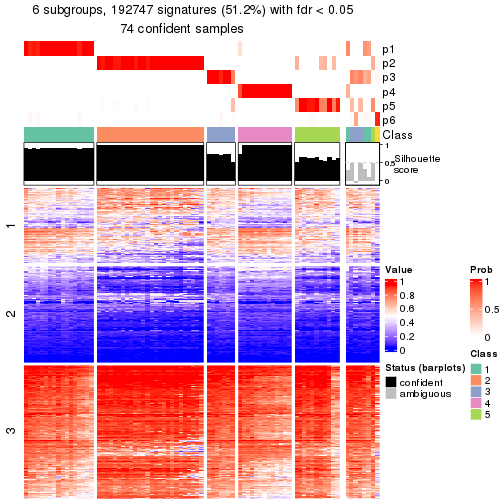 6 subgroups, 192747 signatures (51.2%) with fdr < 0.05
74 confident samples
p1
p2
p3
p4
p5
p6
Class
1
0.5
0
Silhouette
score
1
2
3
Value
1
0.8
0.6
0.4
0.2
0
Prob
1
0.5
0
Status (barplots)
confident
ambiguous
Class
1
2
3
4
5